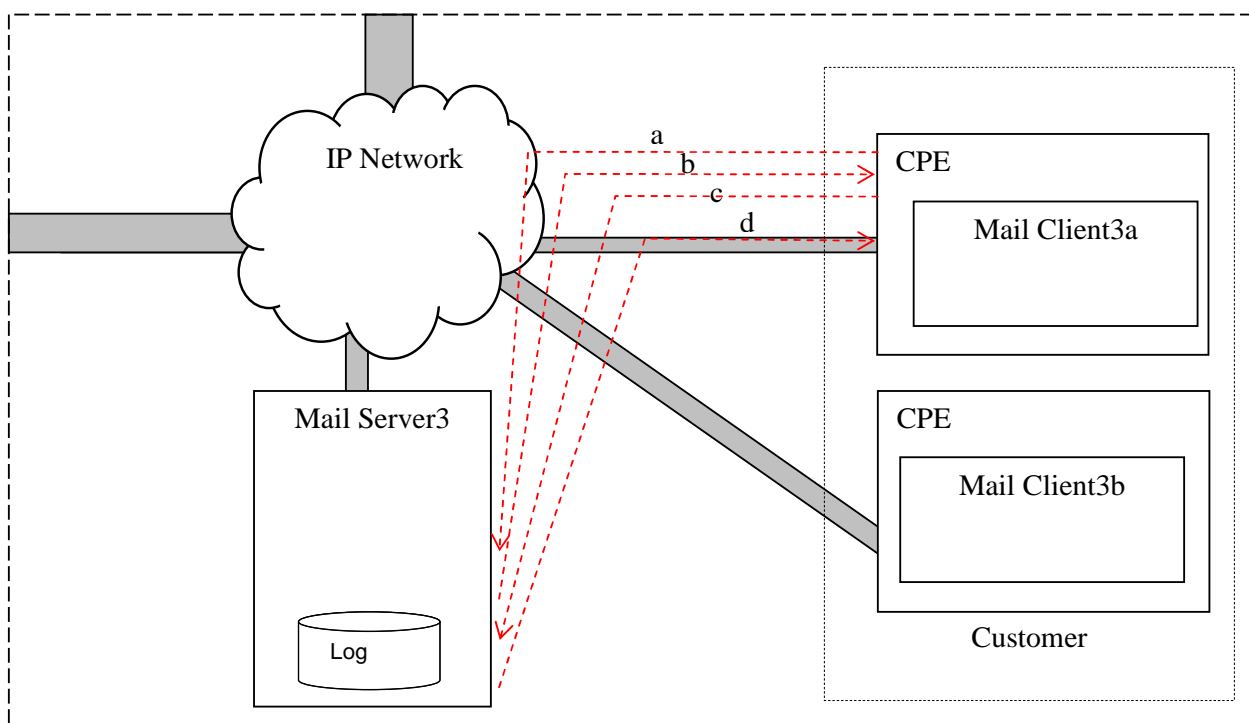 IP Network
a
b
c
d
CPE
Mail Client3a
Mail Server3
Log
CPE
Mail Client3b
Customer